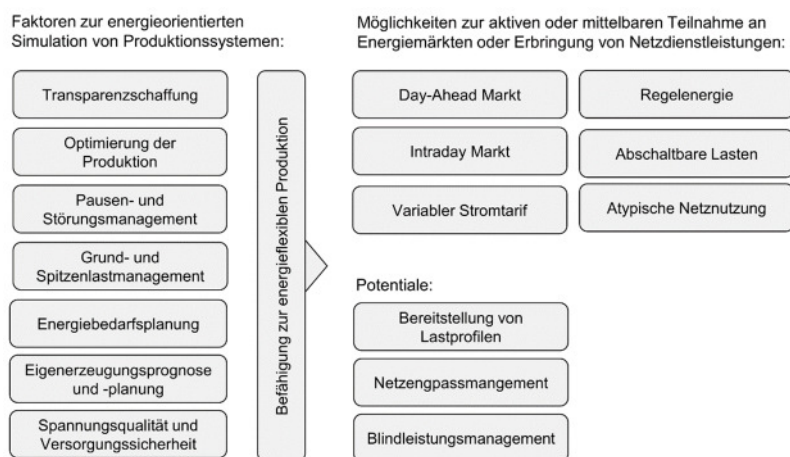 Faktoren zur energieorientierten
Simulation von Produktionssystemen:
Transparenzschaffung
Optimierung der
Produktion
Pausen- und
Störungsmanagement
Grund- und
Spitzenlastmanagement
Energiebedarfsplanung
Eigenerzeugungsprognose
und -planung
Spannungsqualität und
Versorgungssicherheit
Befähigung zur energieflexiblen Produktion
Möglichkeiten zur aktiven oder mittelbaren Teilnahme an
Energiemärkten oder Erbringung von Netzdienstleistungen:
Day-Ahead Markt
Regelenergie
Intraday Markt
Abschaltbare Lasten
Variabler Stromtarif
Atypische Netznutzung
Potentiale:
Bereitstellung von
Lastprofilen
Netzengpassmangement
Blindleistungsmanagement